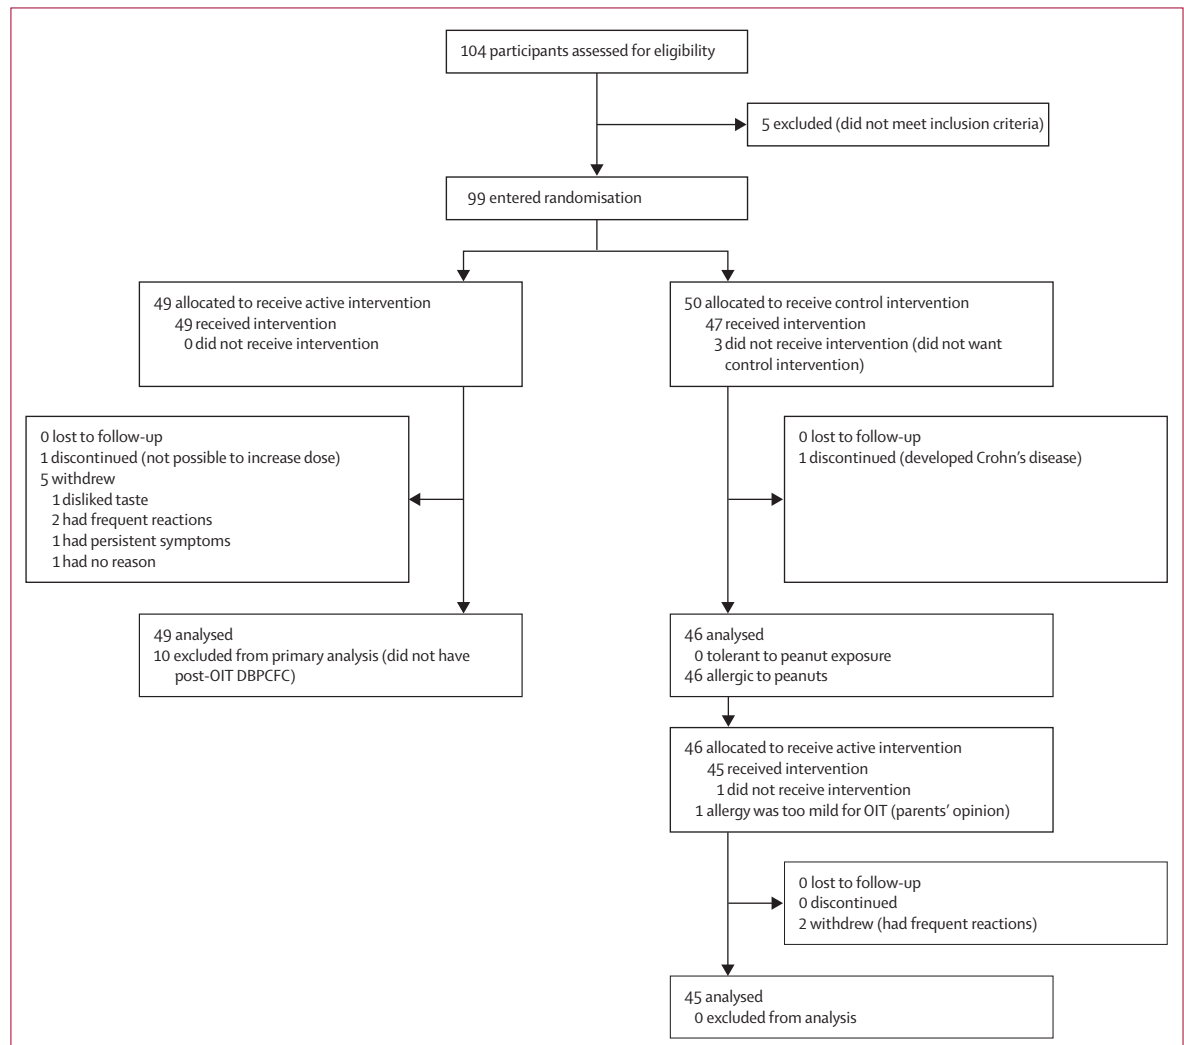 104 participants assessed for eligibility
5 excluded (did not meet inclusion criteria)
99 entered randomisation
49 allocated to receive active intervention
49 received intervention
0 did not receive intervention
50 allocated to receive control intervention
47 received intervention
3 did not receive intervention (did not want
control intervention)
0 lost to follow-up
1 discontinued (not possible to increase dose)
5 withdrew
1 disliked taste
2 had frequent reactions
1 had persistent symptoms
1 had no reason
0 lost to follow-up
1 discontinued (developed Crohn’s disease)
49 analysed
10 excluded from primary analysis (did not have
post-OIT DBPCFC)
46 analysed
0 tolerant to peanut exposure
46 allergic to peanuts
46 allocated to receive active intervention
45 received intervention
1 did not receive intervention
1 allergy was too mild for OIT (parents’ opinion)
0 lost to follow-up
0 discontinued
2 withdrew (had frequent reactions)
45 analysed
0 excluded from analysis